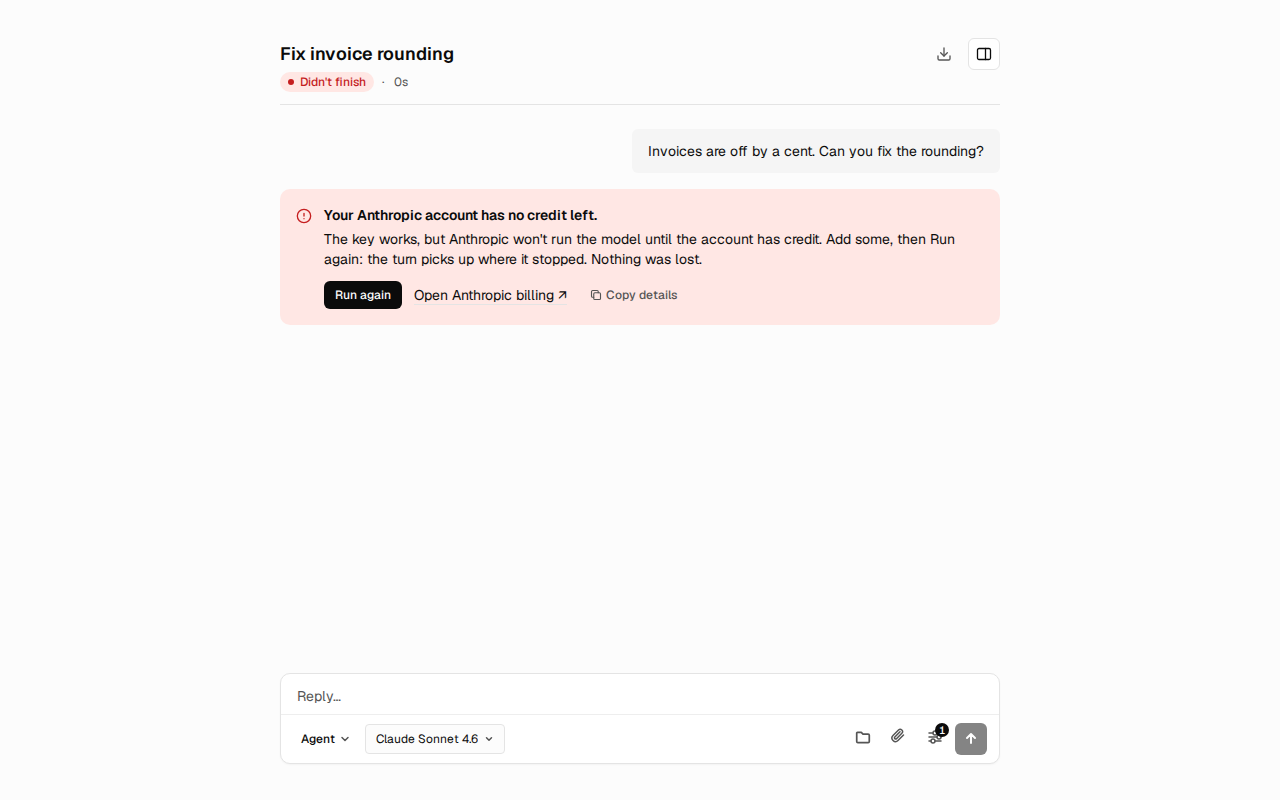 Fix invoice rounding
Didn't finish · 0s
Invoices are off by a cent. Can you fix the rounding?
Your Anthropic account has no credit left.
The key works, but Anthropic won't run the model until the account has credit. Add some, then Run
again: the turn picks up where it stopped. Nothing was lost.
Run again Open Anthropic billing Copy details
Reply...
Agent Claude Sonnet 4.6 1